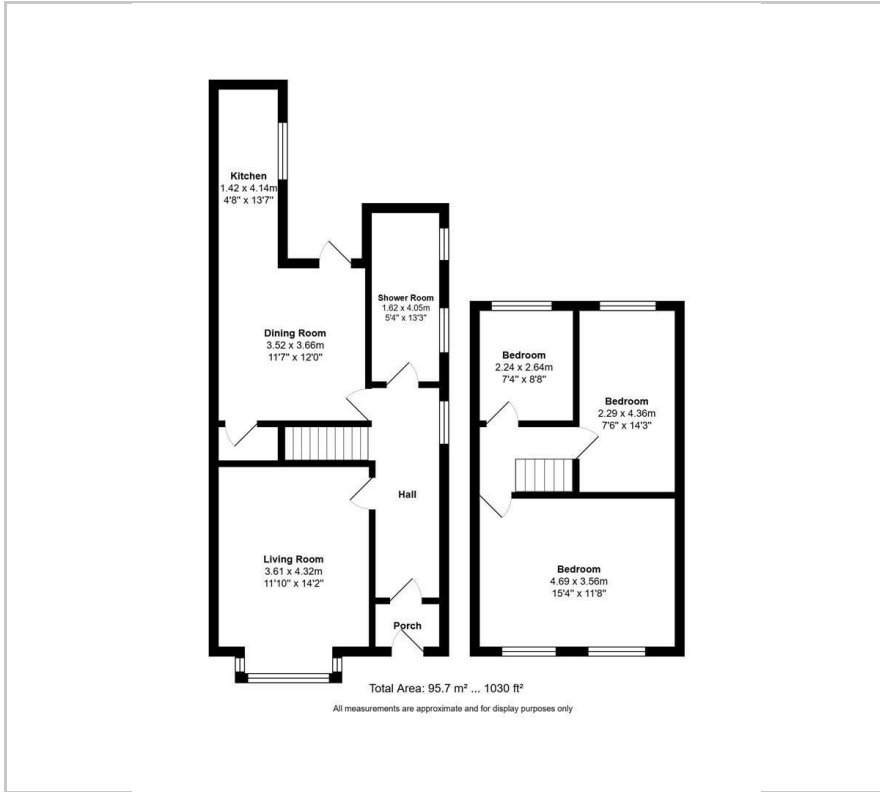 Kitchen
1.42 x 4.14m
4'8" x 13'7"
Shower Room
1.62 x 4.05m
5'4" x 13'3"
Dining Room
3.52 x 3.66m
11'7" x 12'0"
Hall
Living Room
3.61 x 4.32m
11'10" x 14'2"
Porch
Bedroom
2.24 x 2.64m
7'4" x 8'8"
Bedroom
2.29 x 4.36m
7'6" x 14'3"
Bedroom
4.69 x 3.56m
15'4" x 11'8"
Total Area: 95.7 m² ... 1030 ft²
All measurements are approximate and for display purposes only